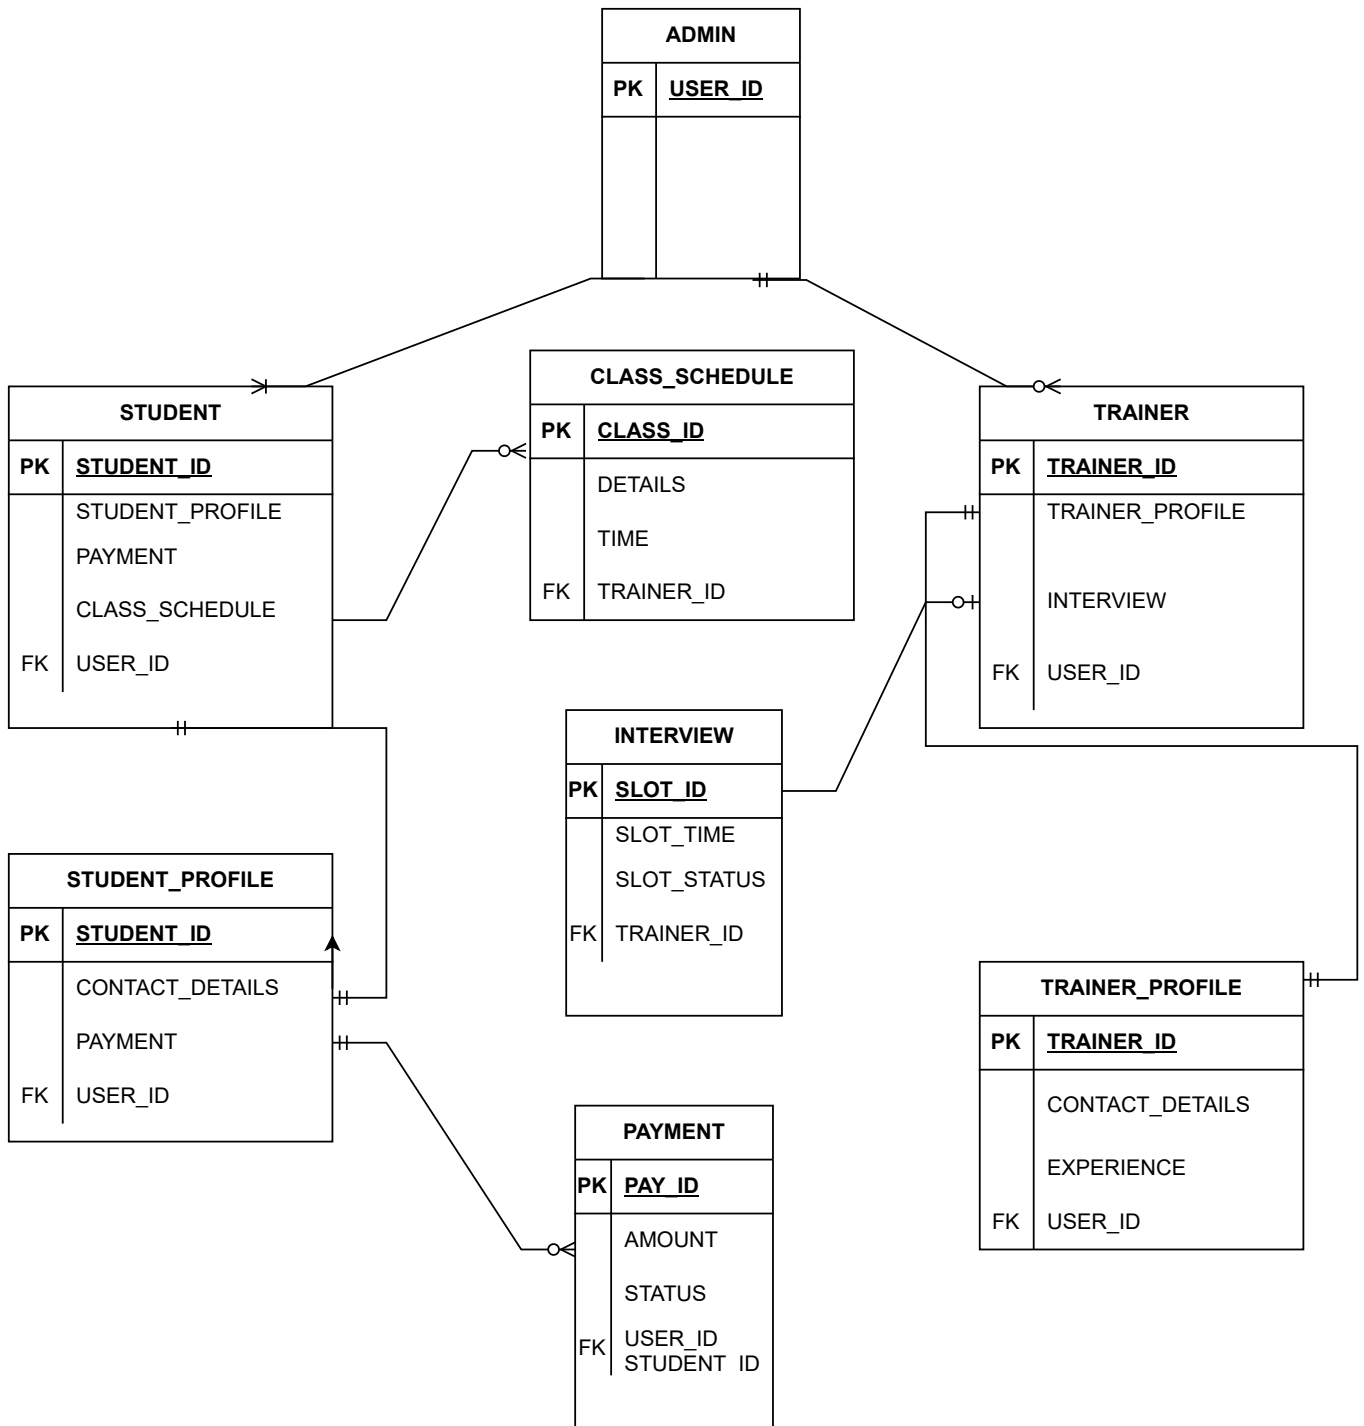 ADMIN
PK USER_ID
CLASS_SCHEDULE
PK CLASS_ID
DETAILS
TIME
FK TRAINER_ID
STUDENT
PK STUDENT_ID
STUDENT_PROFILE
PAYMENT
CLASS_SCHEDULE
FK USER_ID
TRAINER
PK TRAINER_ID
TRAINER_PROFILE
INTERVIEW
FK USER_ID
INTERVIEW
PK SLOT_ID
SLOT_TIME
SLOT_STATUS
FK TRAINER_ID
STUDENT_PROFILE
PK STUDENT_ID
CONTACT_DETAILS
PAYMENT
FK USER_ID
TRAINER_PROFILE
PK TRAINER_ID
CONTACT_DETAILS
EXPERIENCE
FK USER_ID
PAYMENT
PK PAY_ID
AMOUNT
STATUS
FK USER_ID
STUDENT_ID